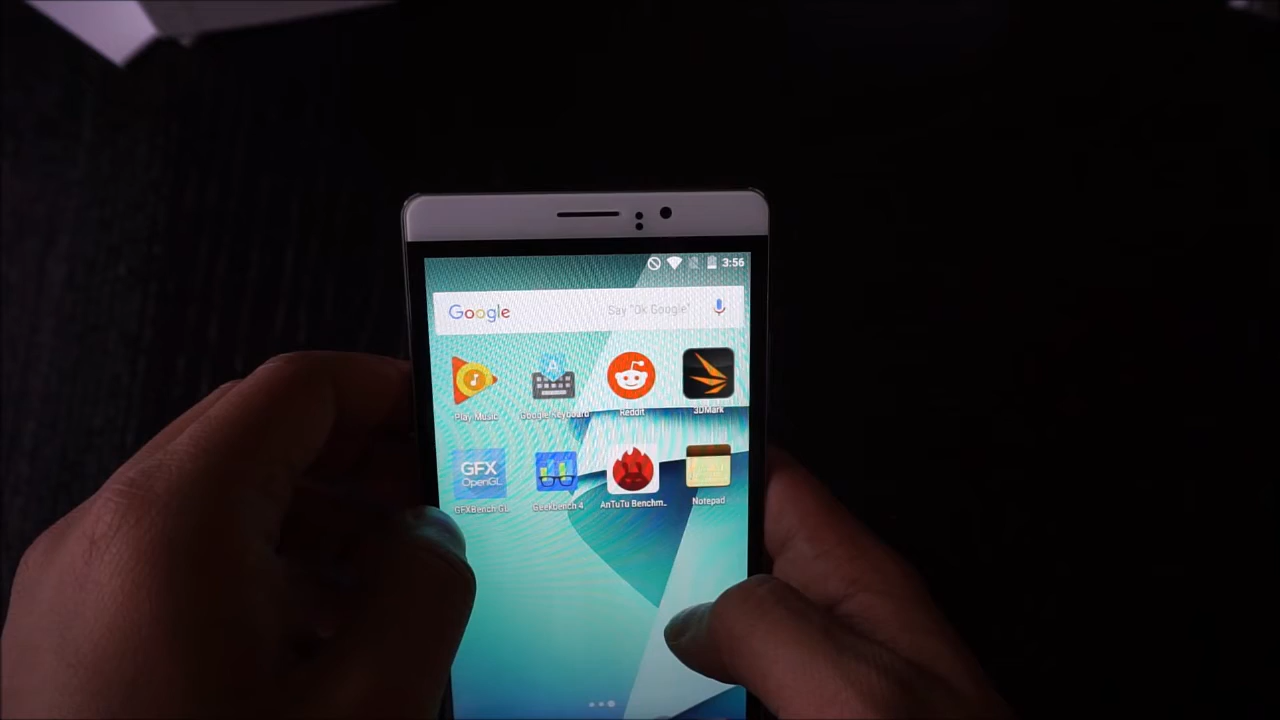 3:56
Google Say "Ok Google"
Play Music Google Keyboard Reddit 3DMark
GFX
OpenGL
GFXBench GL Geekbench 4 AnTuTu Benchm.. Notepad